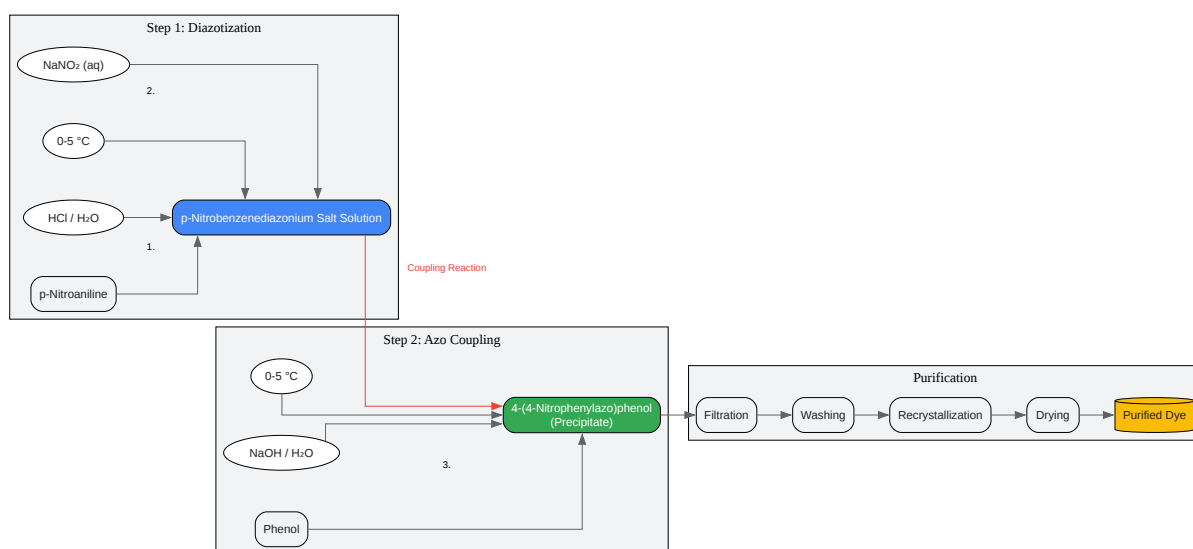 Step 1: Diazotization
NaNO₂ (aq)
2.
0-5 °C
HCl / H₂O
p-Nitrobenzenediazonium Salt Solution
1.
p-Nitroaniline
Coupling Reaction
Step 2: Azo Coupling
0-5 °C
4-(4-Nitrophenylazo)phenol
(Precipitate)
NaOH / H₂O
3.
Phenol
Purification
Filtration
Washing
Recrystallization
Drying
Purified Dye